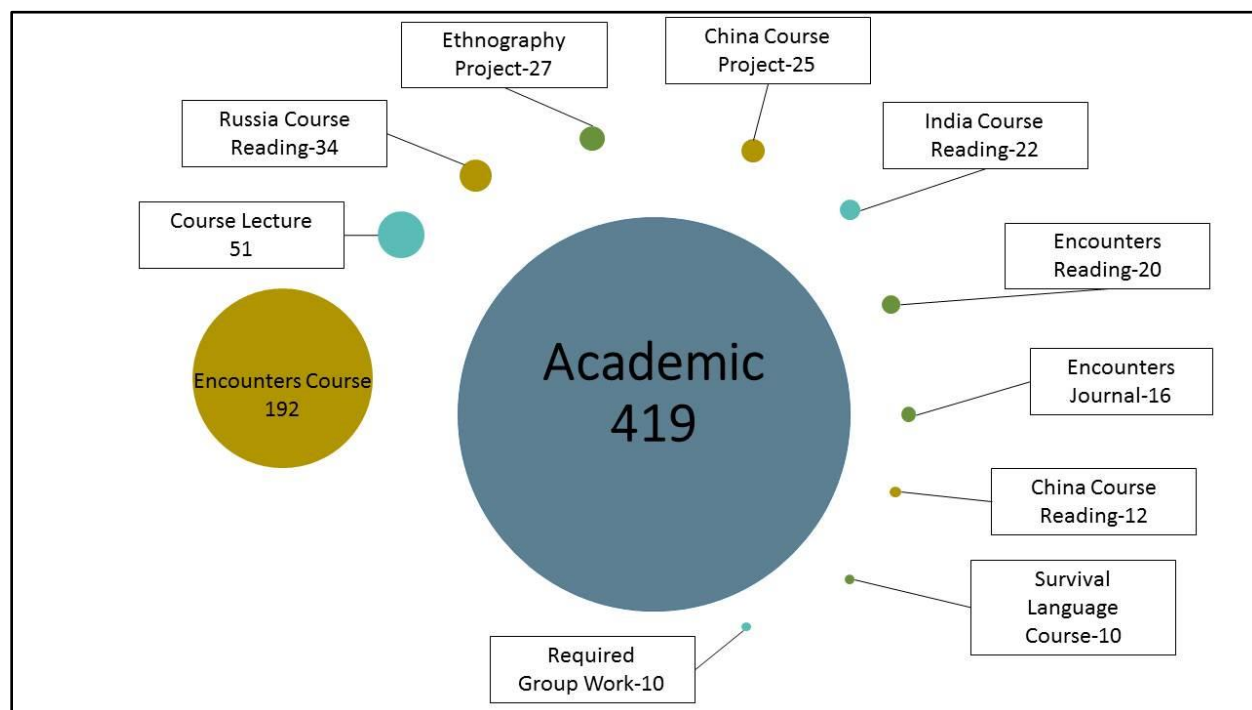 Ethnography
Project-27
China Course
Project-25
Russia Course
Reading-34
India Course
Reading-22
Course Lecture
51
Encounters
Reading-20
Academic
419
Encounters Course
192
Encounters
Journal-16
China Course
Reading-12
Survival
Language
Course-10
Required
Group Work-10